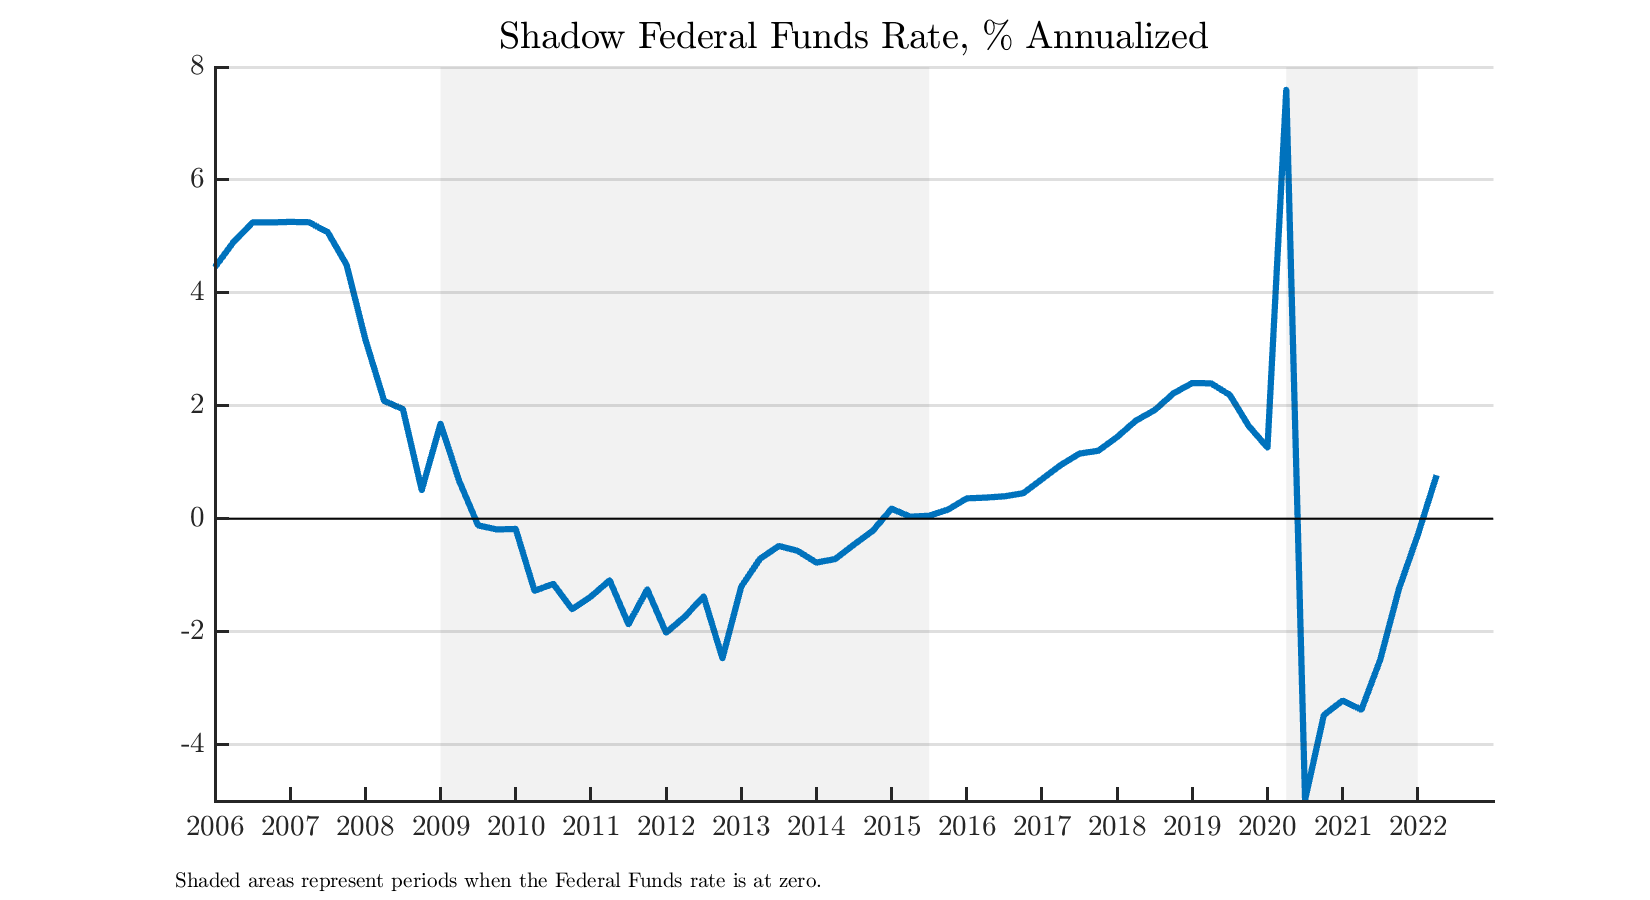 Shadow Federal Funds Rate, % Annualized
8
6
4
2
0
-2
-4
2006 2007 2008 2009 2010 2011 2012 2013 2014 2015 2016 2017 2018 2019 2020 2021 2022
Shaded areas represent periods when the Federal Funds rate is at zero.